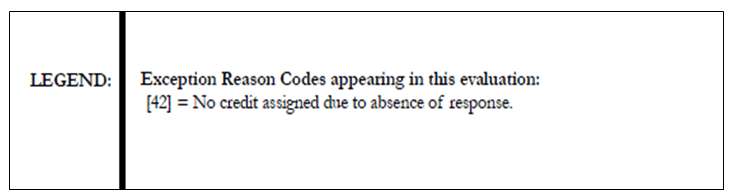 LEGEND:
Exception Reason Codes appearing in this evaluation:
[42] = No credit assigned due to absence of response.